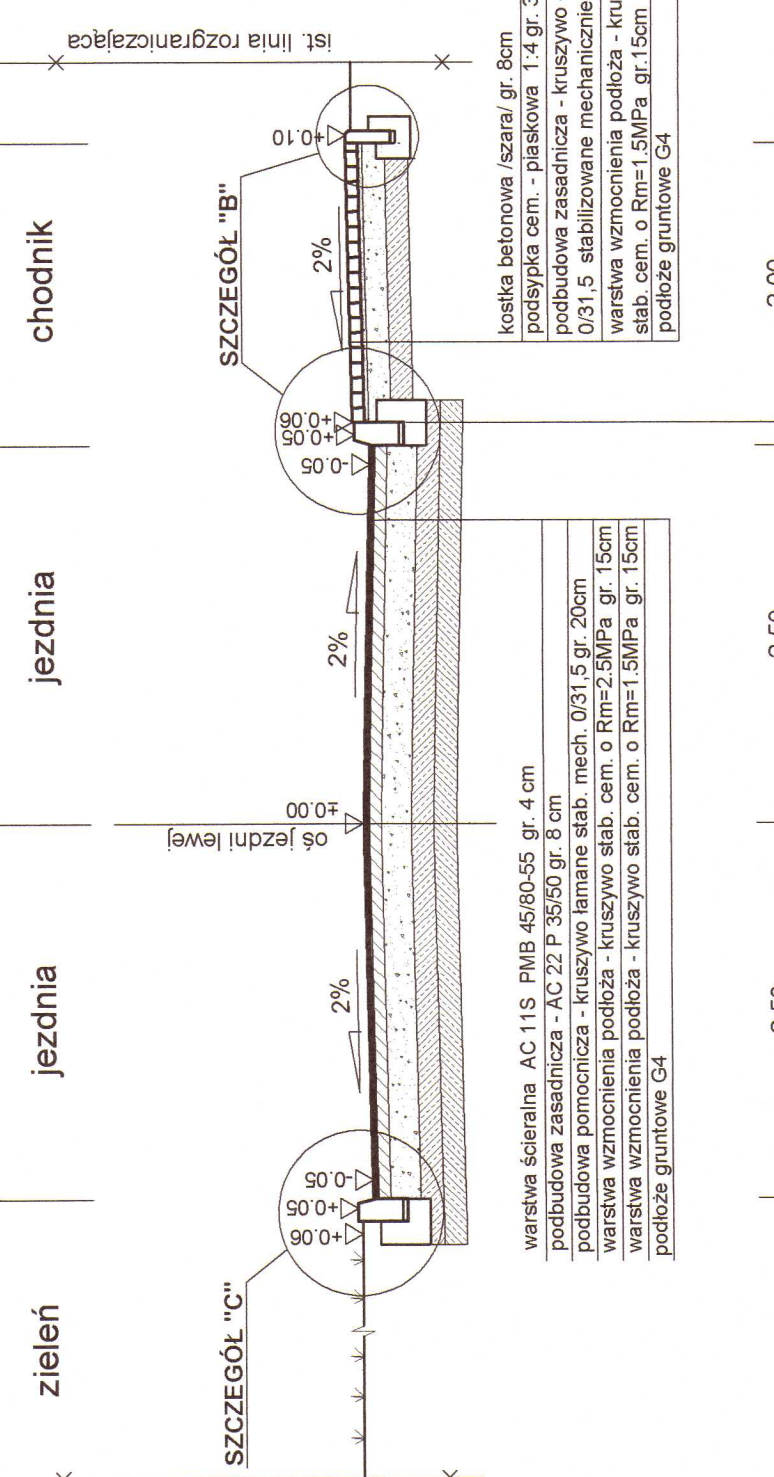 zieleń
jezdnia
jezdnia
chodnik
SZCZEGÓŁ "C"
SZCZEGÓŁ "B"
ist. linia rozgraniczająca
oś jezdni lewej
+0.06
+0.05
-0.05
2%
±0.00
2%
-0.05
+0.05
+0.06
2%
+0.10
warstwa ścieralna AC 11S PMB 45/80-55 gr. 4 cm
podbudowa zasadnicza - AC 22 P 35/50 gr. 8 cm
podbudowa pomocnicza - kruszywo łamane stab. mech. 0/31,5 gr. 20cm
warstwa wzmocnienia podłoża - kruszywo stab. cem. o Rm=2.5MPa gr. 15cm
warstwa wzmocnienia podłoża - kruszywo stab. cem. o Rm=1.5MPa gr. 15cm
podłoże gruntowe G4
kostka betonowa /szara/ gr. 8cm
podsypka cem. - piaskowa 1:4 gr. 3
podbudowa zasadnicza - kruszywo
0/31,5 stabilizowane mechanicznie
warstwa wzmocnienia podłoża - kru
stab. cem. o Rm=1.5MPa gr.15cm
podłoże gruntowe G4